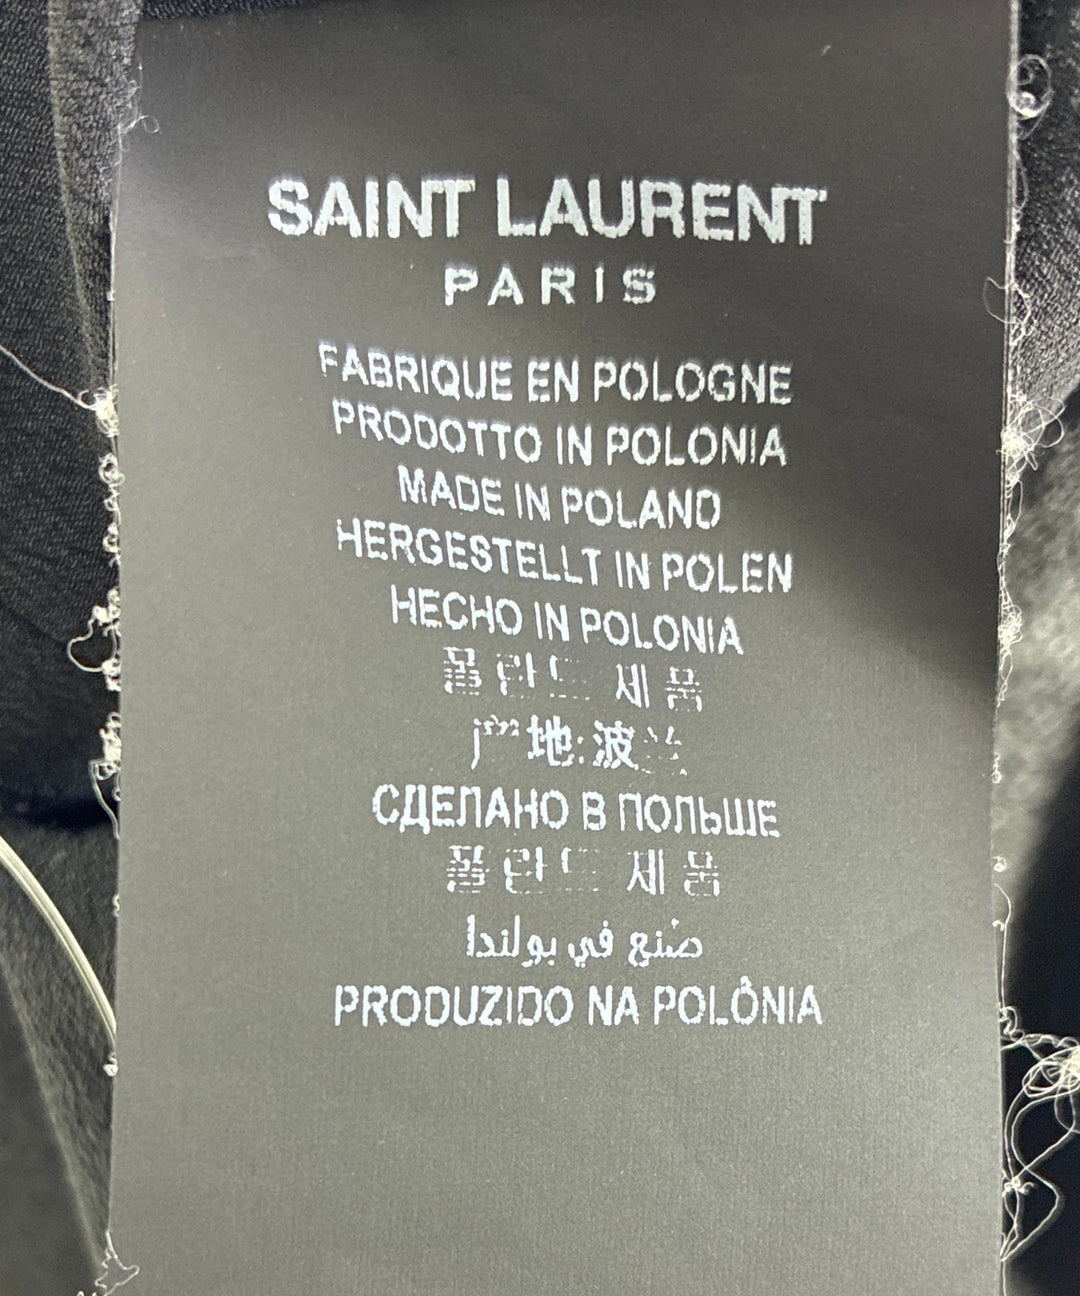 SAINT LAURENT
PARIS
FABRIQUE EN POLOGNE
PRODOTTO IN POLONIA
MADE IN POLAND
HERGESTELLT IN POLEN
HECHO IN POLONIA
폴란드 제품
产地:波兰
СДЕЛАНО В ПОЛЬШЕ
폴란드 제품
صنع في بولندا
PRODUZIDO NA POLÔNIA